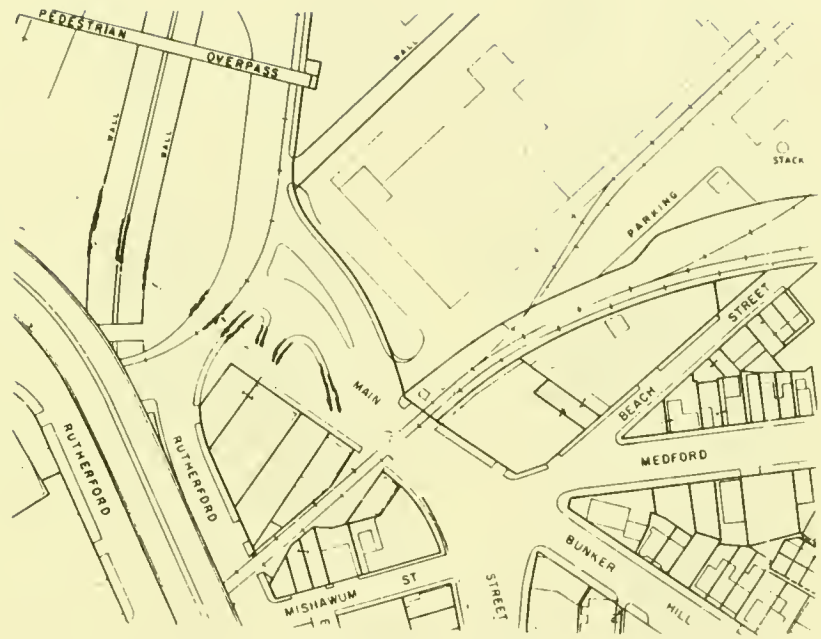 PEDESTRIAN OVERPASS
WALL
WALL
WALL
STACK
PARKING
STREET
BEACH
MAIN
MEDFORD
RUTHERFORD
RUTHERFORD
BUNKER
HILL
MISHAWUM ST
STREET